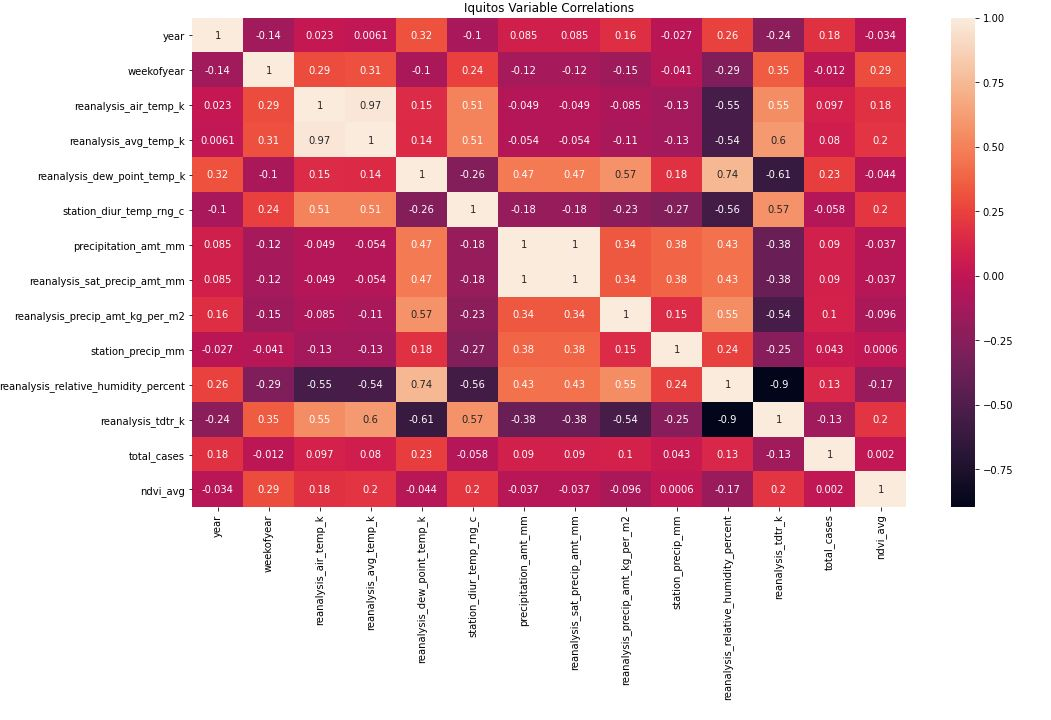 Iquitos Variable Correlations
year 1 -0.14 0.023 0.0061 0.32 -0.1 0.085 0.085 0.16 -0.027 0.26 -0.24 0.18 -0.034
weekofyear -0.14 1 0.29 0.31 -0.1 0.24 -0.12 -0.12 -0.15 -0.041 -0.29 0.35 -0.012 0.29
reanalysis_air_temp_k 0.023 0.29 1 0.97 0.15 0.51 -0.049 -0.049 -0.085 -0.13 -0.55 0.55 0.097 0.18
reanalysis_avg_temp_k 0.0061 0.31 0.97 1 0.14 0.51 -0.054 -0.054 -0.11 -0.13 -0.54 0.6 0.08 0.2
reanalysis_dew_point_temp_k 0.32 -0.1 0.15 0.14 1 -0.26 0.47 0.47 0.57 0.18 0.74 -0.61 0.23 -0.044
station_diur_temp_rng_c -0.1 0.24 0.51 0.51 -0.26 1 -0.18 -0.18 -0.23 -0.27 -0.56 0.57 -0.058 0.2
precipitation_amt_mm 0.085 -0.12 -0.049 -0.054 0.47 -0.18 1 1 0.34 0.38 0.43 -0.38 0.09 -0.037
reanalysis_sat_precip_amt_mm 0.085 -0.12 -0.049 -0.054 0.47 -0.18 1 1 0.34 0.38 0.43 -0.38 0.09 -0.037
reanalysis_precip_amt_kg_per_m2 0.16 -0.15 -0.085 -0.11 0.57 -0.23 0.34 0.34 1 0.15 0.55 -0.54 0.1 -0.096
station_precip_mm -0.027 -0.041 -0.13 -0.13 0.18 -0.27 0.38 0.38 0.15 1 0.24 -0.25 0.043 0.0006
reanalysis_relative_humidity_percent 0.26 -0.29 -0.55 -0.54 0.74 -0.56 0.43 0.43 0.55 0.24 1 -0.9 0.13 -0.17
reanalysis_tdtr_k -0.24 0.35 0.55 0.6 -0.61 0.57 -0.38 -0.38 -0.54 -0.25 -0.9 1 -0.13 0.2
total_cases 0.18 -0.012 0.097 0.08 0.23 -0.058 0.09 0.09 0.1 0.043 0.13 -0.13 1 0.002
ndvi_avg -0.034 0.29 0.18 0.2 -0.044 0.2 -0.037 -0.037 -0.096 0.0006 -0.17 0.2 0.002 1
year
weekofyear
reanalysis_air_temp_k
reanalysis_avg_temp_k
reanalysis_dew_point_temp_k
station_diur_temp_rng_c
precipitation_amt_mm
reanalysis_sat_precip_amt_mm
reanalysis_precip_amt_kg_per_m2
station_precip_mm
reanalysis_relative_humidity_percent
reanalysis_tdtr_k
total_cases
ndvi_avg
1.00
0.75
0.50
0.25
0.00
−0.25
−0.50
−0.75